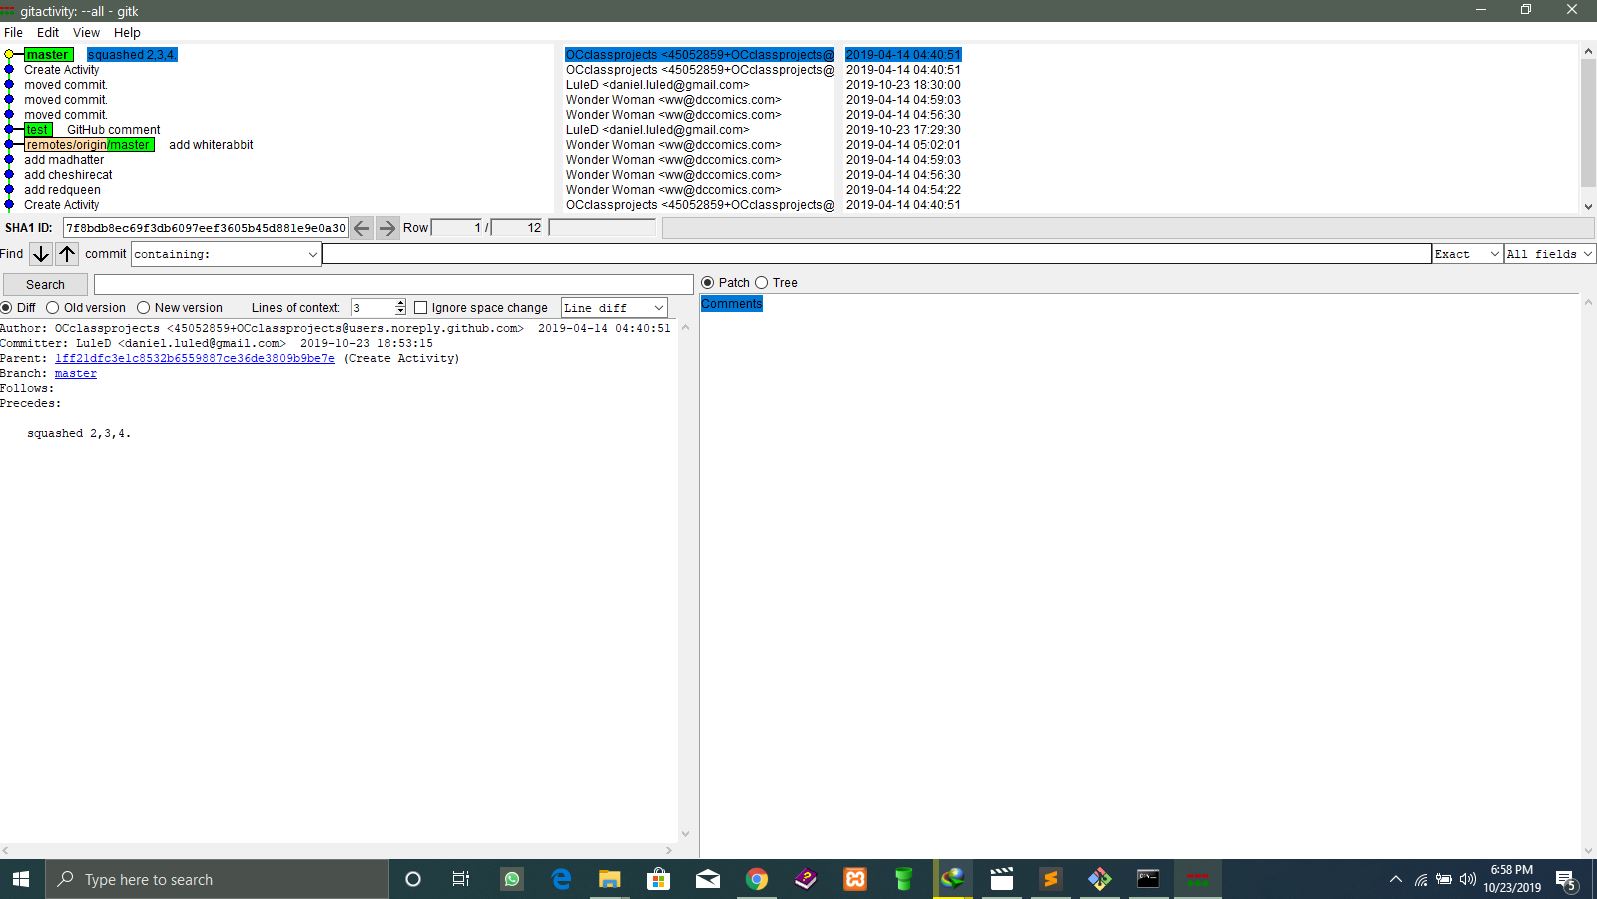 gitactivity: --all - gitk
File Edit View Help
master squashed 2,3,4. OCclassprojects <45052859+OCclassprojects@ 2019-04-14 04:40:51
Create Activity OCclassprojects <45052859+OCclassprojects@ 2019-04-14 04:40:51
moved commit. LuleD <daniel.luled@gmail.com> 2019-10-23 18:30:00
moved commit. Wonder Woman <ww@dccomics.com> 2019-04-14 04:59:03
moved commit. Wonder Woman <ww@dccomics.com> 2019-04-14 04:56:30
test GitHub comment LuleD <daniel.luled@gmail.com> 2019-10-23 17:29:30
remotes/origin/master add whiterabbit Wonder Woman <ww@dccomics.com> 2019-04-14 05:02:01
add madhatter Wonder Woman <ww@dccomics.com> 2019-04-14 04:59:03
add cheshirecat Wonder Woman <ww@dccomics.com> 2019-04-14 04:56:30
add redqueen Wonder Woman <ww@dccomics.com> 2019-04-14 04:54:22
Create Activity OCclassprojects <45052859+OCclassprojects@ 2019-04-14 04:40:51
SHA1 ID: 7f8bdb8ec69f3db6097eef3605b45d881e9e0a30 Row 1 / 12
Find commit containing: Exact All fields
Search Patch Tree
Diff Old version New version Lines of context: 3 Ignore space change Line diff Comments
Author: OCclassprojects <45052859+OCclassprojects@users.noreply.github.com> 2019-04-14 04:40:51
Committer: LuleD <daniel.luled@gmail.com> 2019-10-23 18:53:15
Parent: 1ff21dfc3e1c8532b6559887ce36de3809b9be7e (Create Activity)
Branch: master
Follows:
Precedes:
squashed 2,3,4.
Type here to search 6:58 PM
10/23/2019 5